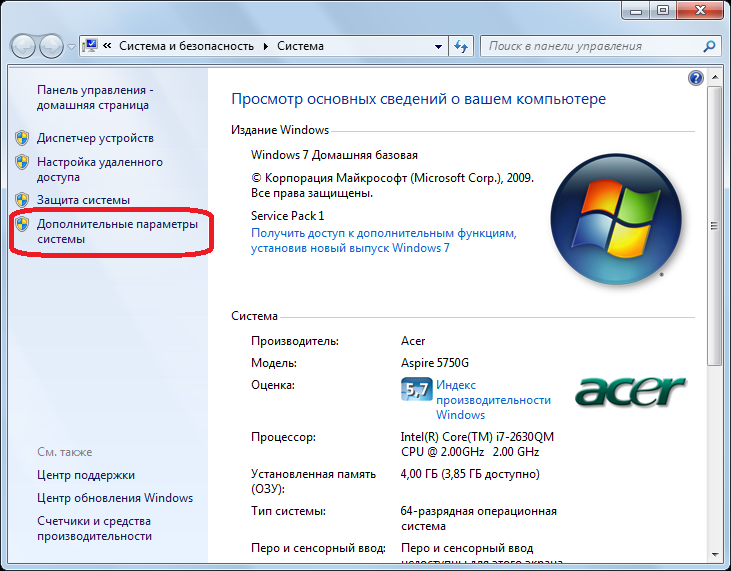 « Система и безопасность ▸ Система
Поиск в панели управления
Панель управления -
домашняя страница
Диспетчер устройств
Настройка удаленного
доступа
Защита системы
Дополнительные параметры
системы
См. также
Центр поддержки
Центр обновления Windows
Счетчики и средства
производительности
Просмотр основных сведений о вашем компьютере
Издание Windows
Windows 7 Домашняя базовая
© Корпорация Майкрософт (Microsoft Corp.), 2009.
Все права защищены.
Service Pack 1
Получить доступ к дополнительным функциям,
установив новый выпуск Windows 7
Система
Производитель: Acer
Модель: Aspire 5750G
Оценка: 5,7 Индекс
производительности
Windows
acer
Процессор: Intel(R) Core(TM) i7-2630QM
CPU @ 2.00GHz 2.00 GHz
Установленная память 4,00 ГБ (3,85 ГБ доступно)
(ОЗУ):
Тип системы: 64-разрядная операционная
система
Перо и сенсорный ввод: Перо и сенсорный ввод
недоступны для этого экрана